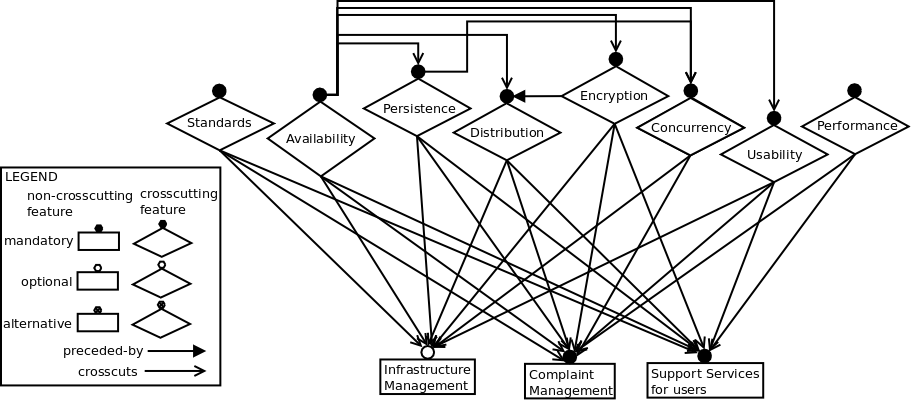 Standards
Availability
Persistence
Distribution
Encryption
Concurrency
Usability
Performance
LEGEND
non-crosscutting
feature
crosscutting
feature
mandatory
optional
alternative
preceded-by
crosscuts
Infrastructure
Management
Complaint
Management
Support Services
for users